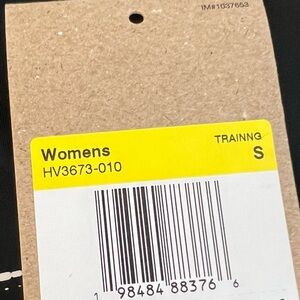 IM#1037653
Womens TRAINNG
HV3673-010 S
1 98484 88376 6